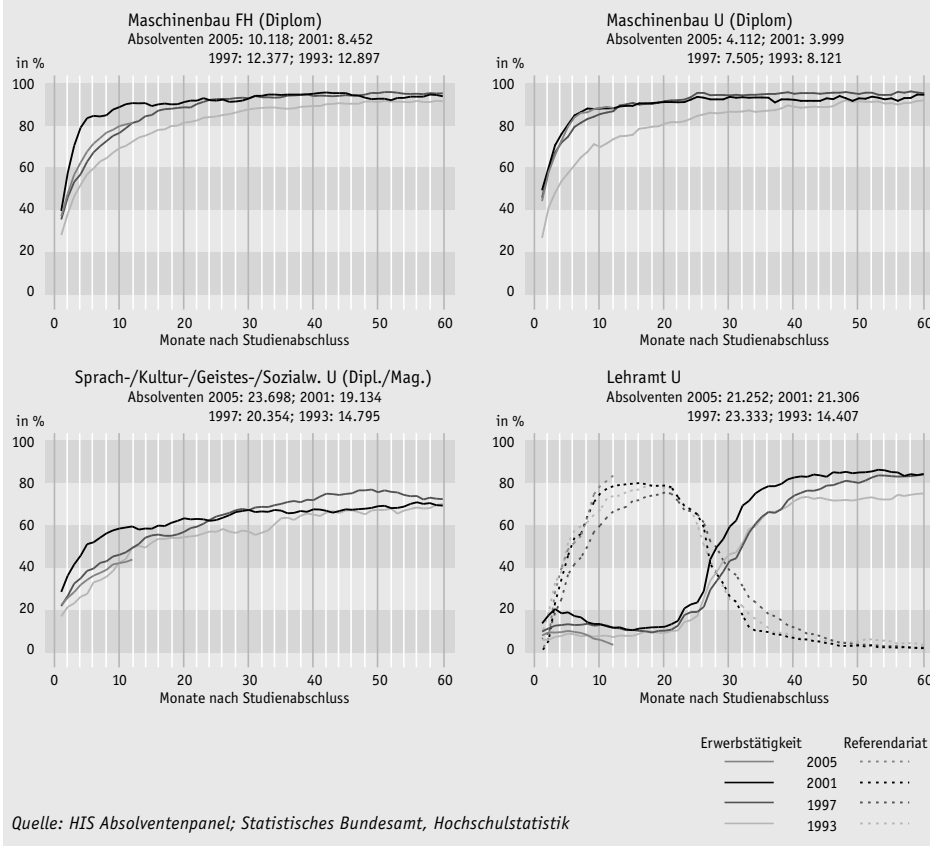 Maschinenbau FH (Diplom)
Absolventen 2005: 10.118; 2001: 8.452
1997: 12.377; 1993: 12.897
in %
100
80
60
40
20
0
0 10 20 30 40 50 60
Monate nach Studienabschluss
Maschinenbau U (Diplom)
Absolventen 2005: 4.112; 2001: 3.999
1997: 7.505; 1993: 8.121
in %
100
80
60
40
20
0
0 10 20 30 40 50 60
Monate nach Studienabschluss
Sprach-/Kultur-/Geistes-/Sozialw. U (Dipl./Mag.)
Absolventen 2005: 23.698; 2001: 19.134
1997: 20.354; 1993: 14.795
in %
100
80
60
40
20
0
0 10 20 30 40 50 60
Monate nach Studienabschluss
Lehramt U
Absolventen 2005: 21.252; 2001: 21.306
1997: 23.333; 1993: 14.407
in %
100
80
60
40
20
0
0 10 20 30 40 50 60
Monate nach Studienabschluss
Erwerbstätigkeit Referendariat
2005
2001
1997
1993
Quelle: HIS Absolventenpanel; Statistisches Bundesamt, Hochschulstatistik